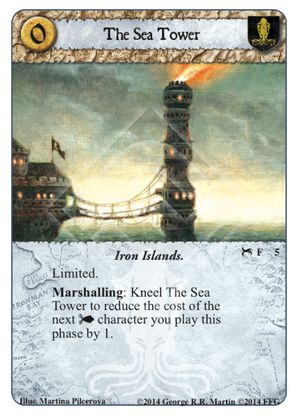 0
The Sea Tower
Iron Islands.
Limited.
Marshalling: Kneel The Sea
Tower to reduce the cost of the
next character you play this
phase by 1.
F 5
Illus. Martina Pilcerova
©2014 George R.R. Martin ©2014 FFG